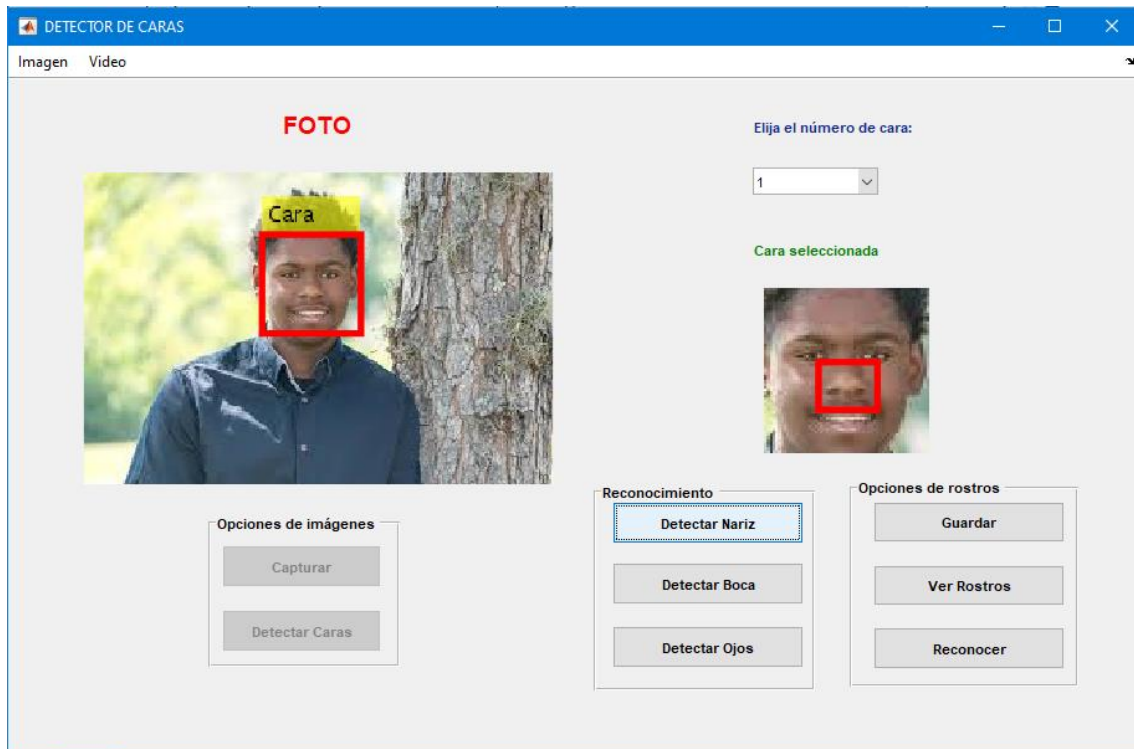 DETECTOR DE CARAS
Imagen Video
FOTO
Cara
Elija el número de cara:
1
Cara seleccionada
Opciones de imágenes
Capturar
Detectar Caras
Reconocimiento
Detectar Nariz
Detectar Boca
Detectar Ojos
Opciones de rostros
Guardar
Ver Rostros
Reconocer